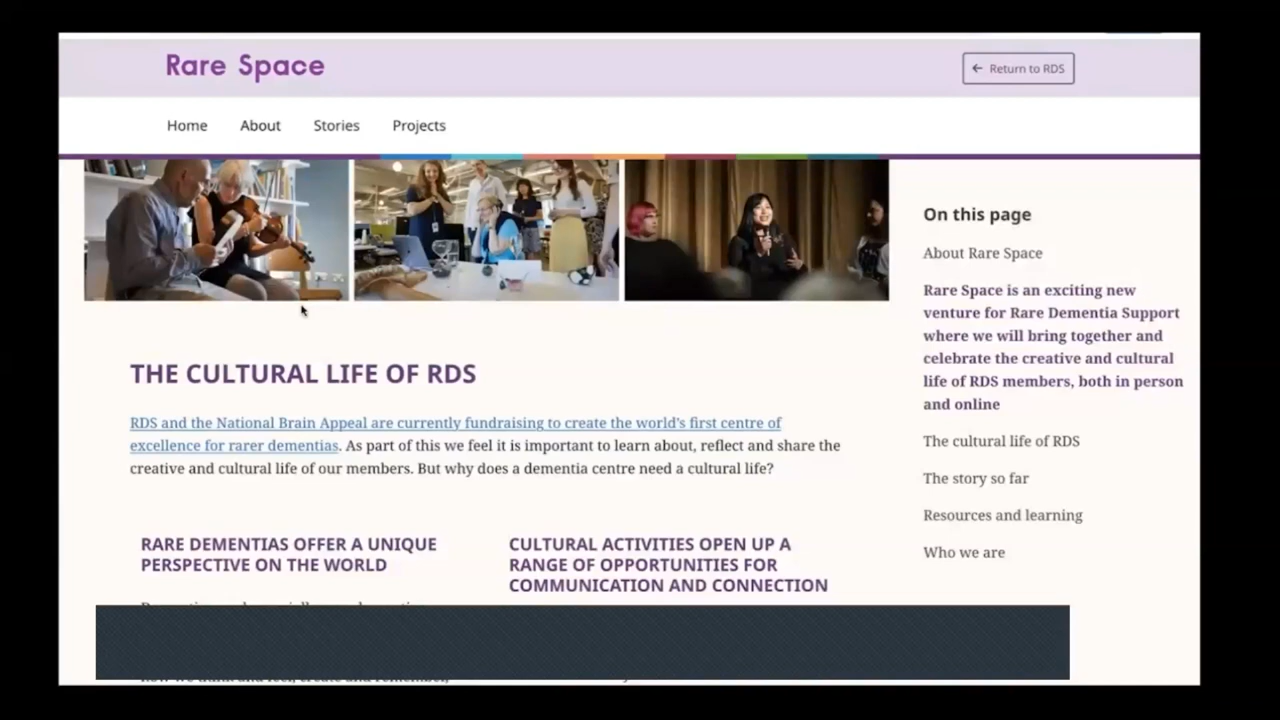 Rare Space
← Return to RDS
Home About Stories Projects
THE CULTURAL LIFE OF RDS
RDS and the National Brain Appeal are currently fundraising to create the world's first centre of
excellence for rarer dementias. As part of this we feel it is important to learn about, reflect and share the
creative and cultural life of our members. But why does a dementia centre need a cultural life?
RARE DEMENTIAS OFFER A UNIQUE
PERSPECTIVE ON THE WORLD
CULTURAL ACTIVITIES OPEN UP A
RANGE OF OPPORTUNITIES FOR
COMMUNICATION AND CONNECTION
On this page
About Rare Space
Rare Space is an exciting new
venture for Rare Dementia Support
where we will bring together and
celebrate the creative and cultural
life of RDS members, both in person
and online
The cultural life of RDS
The story so far
Resources and learning
Who we are